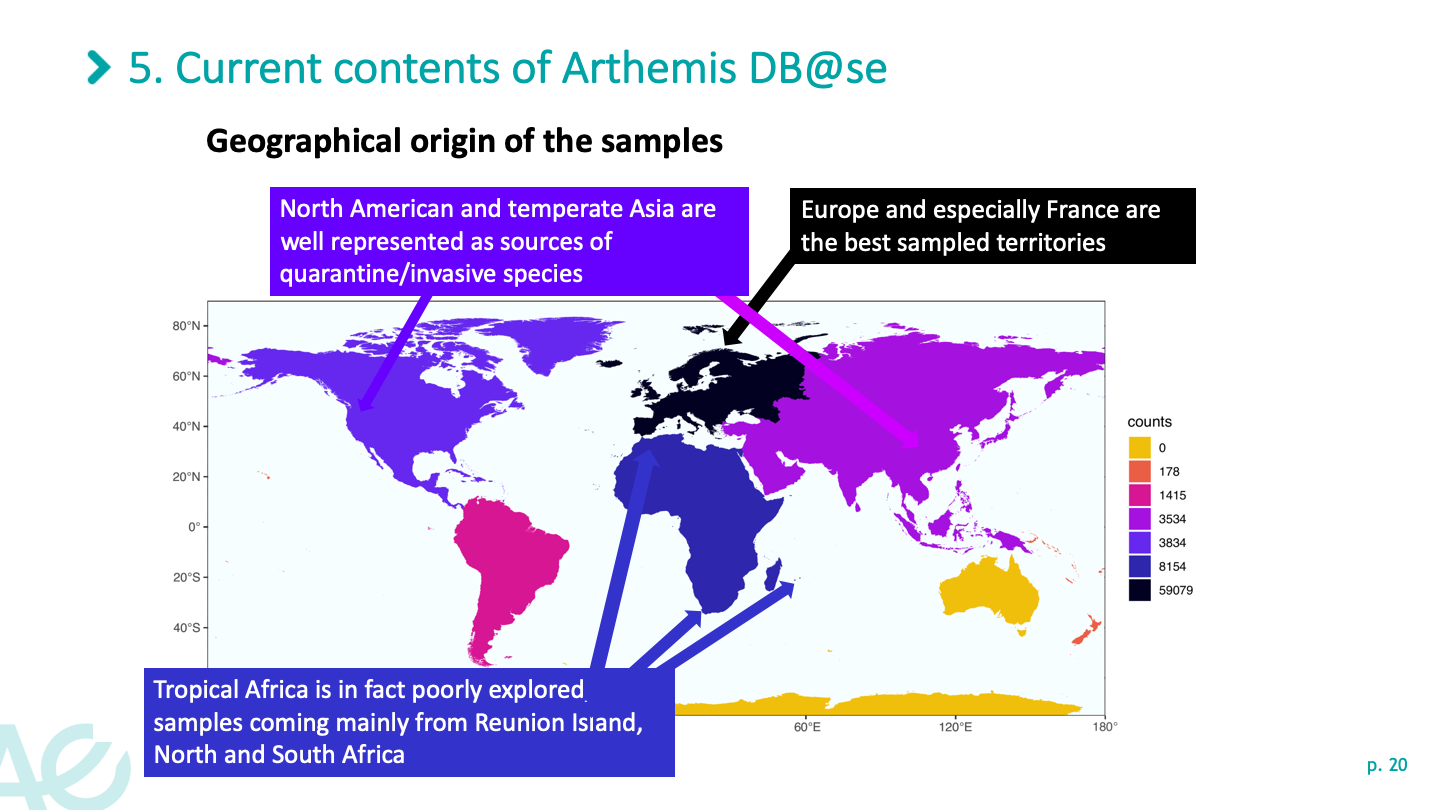 5. Current contents of Arthemis DB@se
Geographical origin of the samples
North American and temperate Asia are
well represented as sources of
quarantine/invasive species
Europe and especially France are
the best sampled territories
80°N
60°N
40°N
20°N
0°
20°S
40°S
60°E
120°E
180°
counts
0
178
1415
3534
3834
8154
59079
Tropical Africa is in fact poorly explored,
samples coming mainly from Reunion Island,
North and South Africa
p. 20